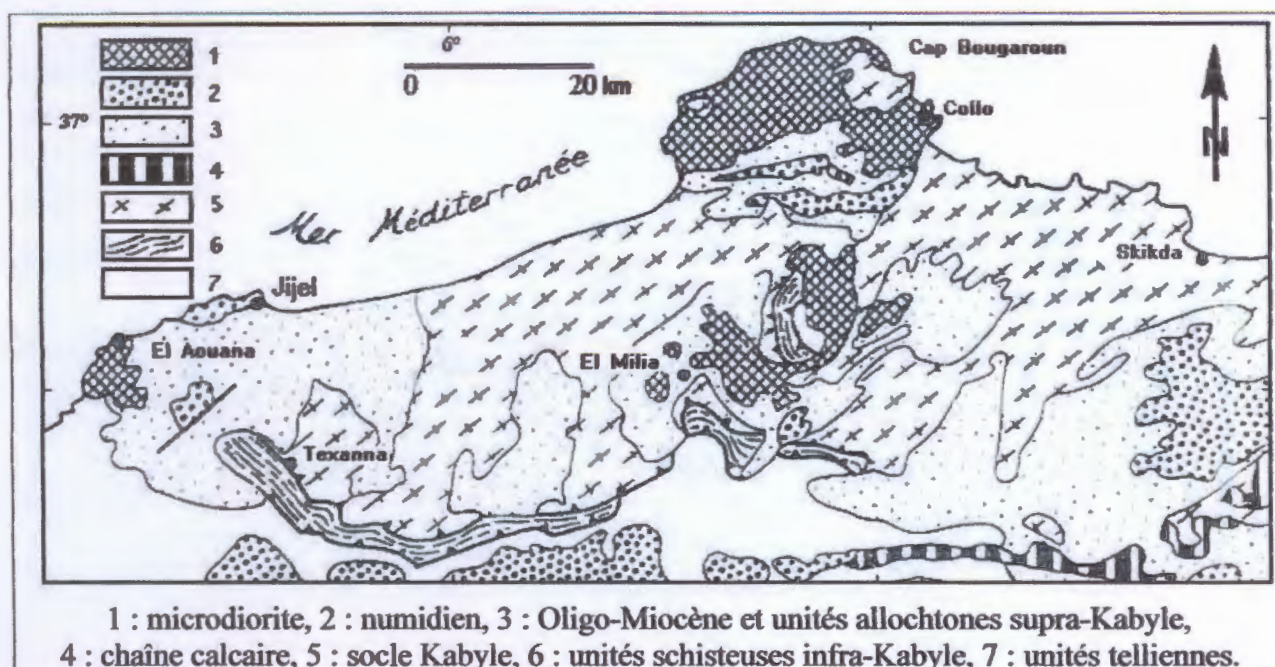 1
2
3
4
5
6
7
6°
0 20 km
37°
Cap Bougaroun
Collo
N
Mer Méditerranée
Skikda
Jijel
El Aouana
El Milia
Texanna
1 : microdiorite, 2 : numidien, 3 : Oligo-Miocène et unités allochtones supra-Kabyle,
4 : chaîne calcaire, 5 : socle Kabyle, 6 : unités schisteuses infra-Kabyle, 7 : unités telliennes.